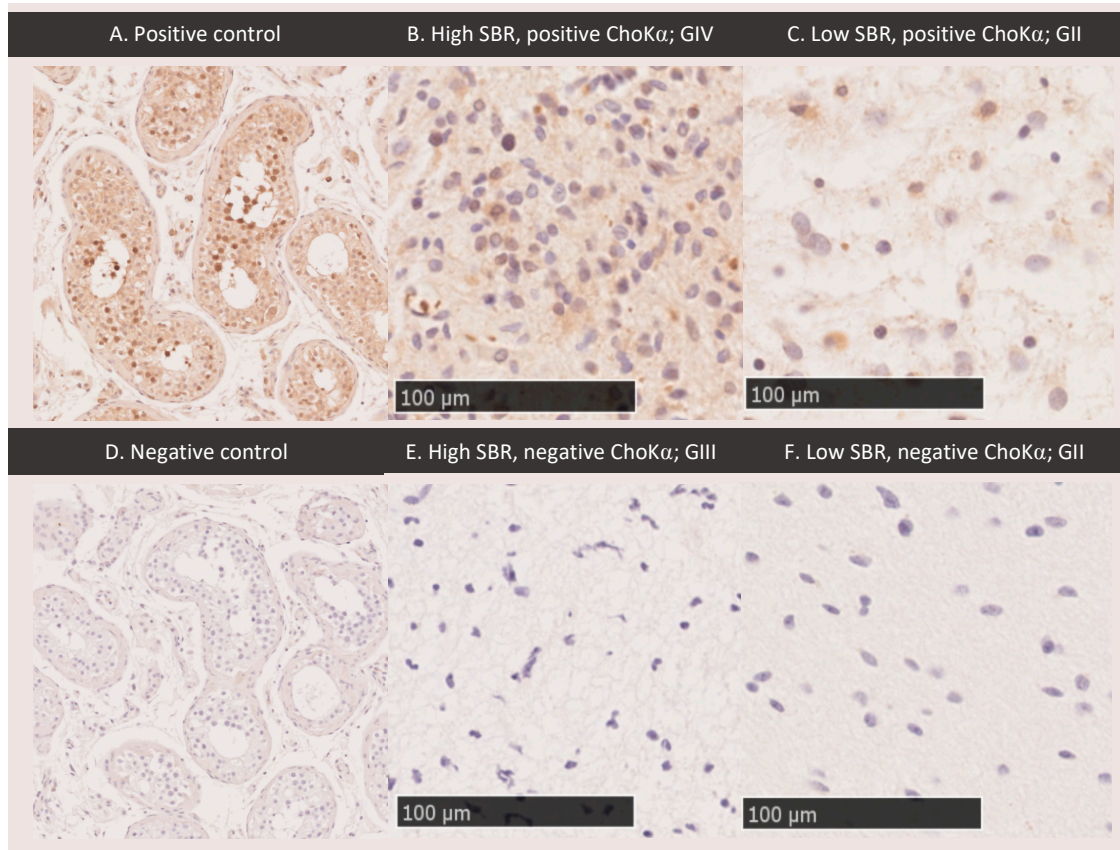 A. Positive control
B. High SBR, positive ChoKα; GIV
C. Low SBR, positive ChoKα; GII
100 µm
100 µm
D. Negative control
E. High SBR, negative ChoKα; GIII
F. Low SBR, negative ChoKα; GII
100 µm
100 µm